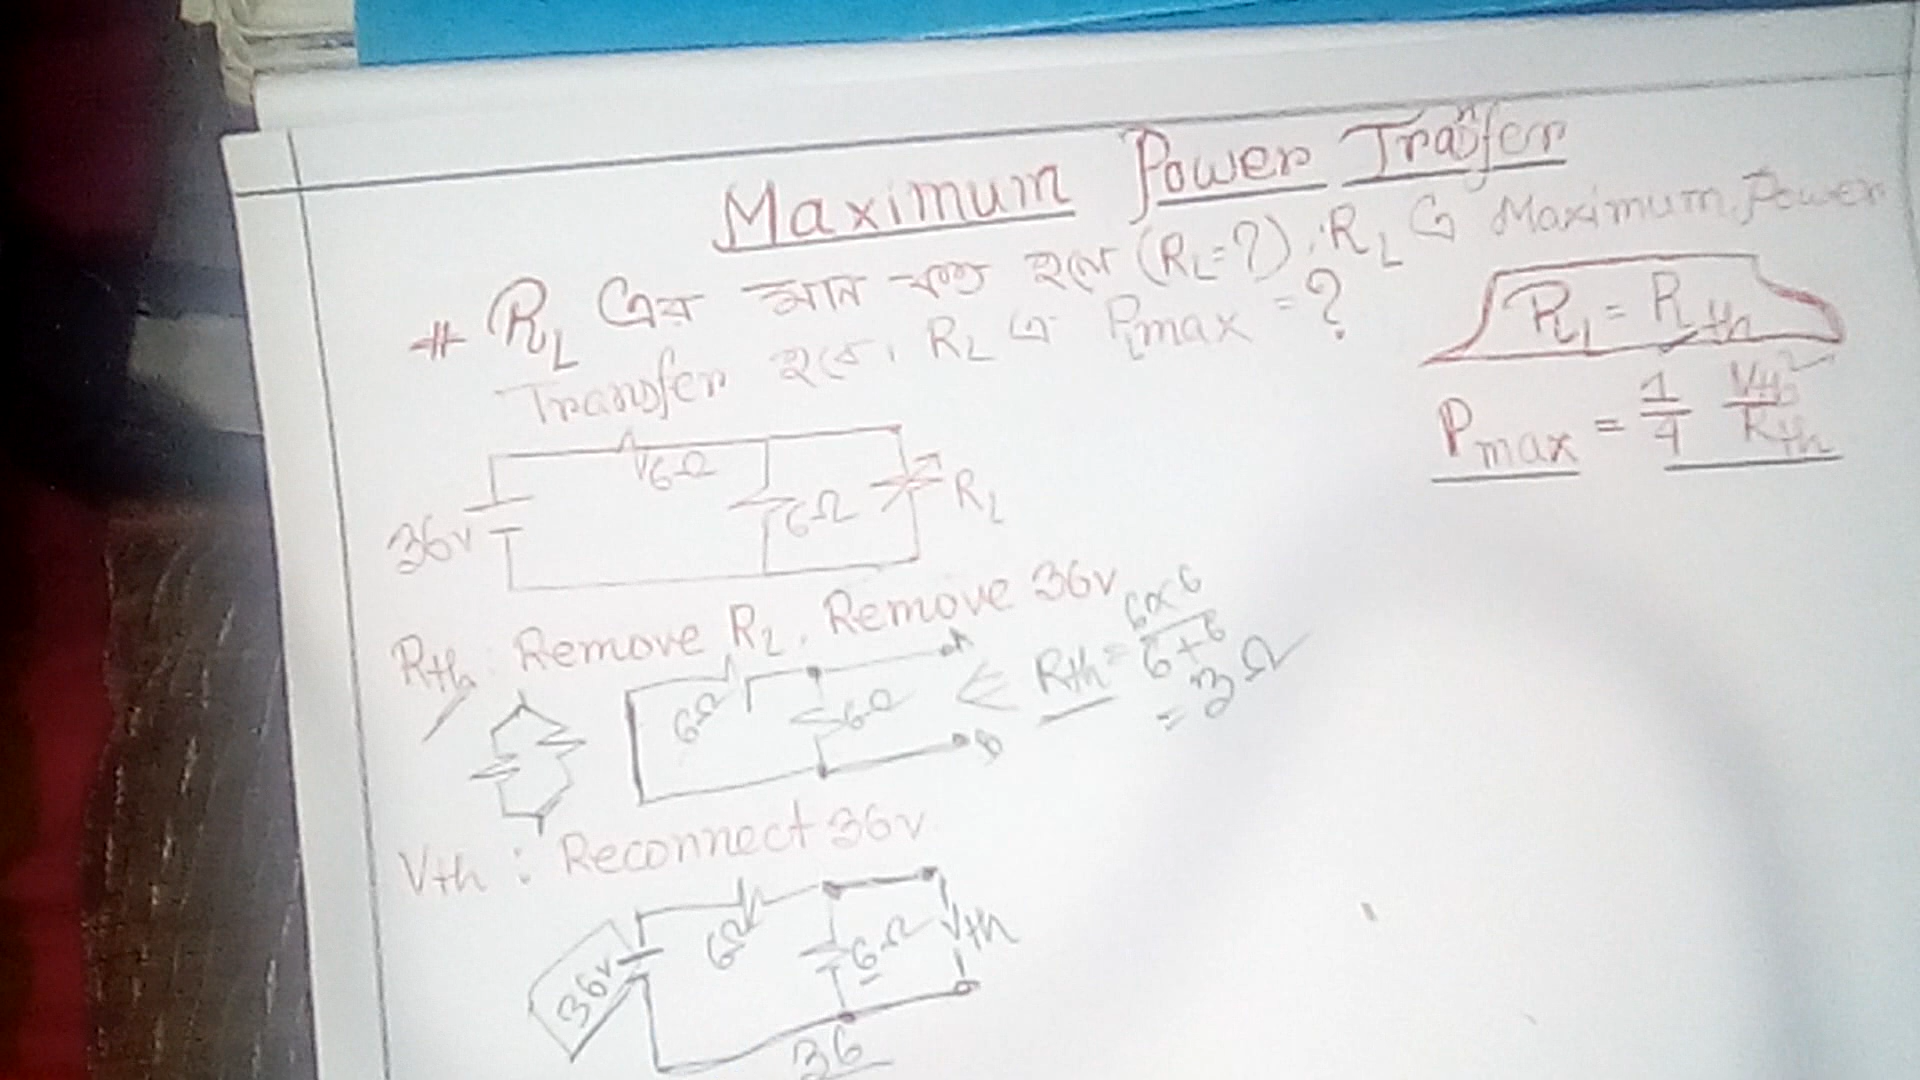 Maximum Power Transfer
# RL এর মান কত হলে (RL=?), RL এ Maximum Power
Transfer হবে। RL এ Pmax = ?
RL = Rth
Pmax = 1/4 Vth²/Rth
36v 6Ω 6Ω RL
Rth: Remove RL, Remove 36v
6Ω 6Ω A B
Rth = 6×6/6+6
= 3Ω
Vth : Reconnect 36v
36v 6Ω 6Ω Vth
36